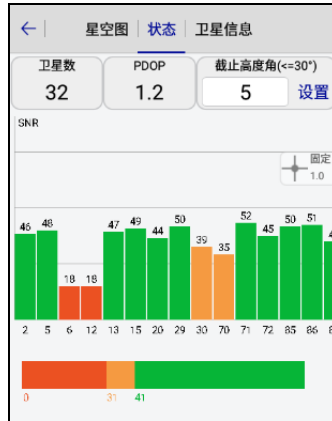 ← 星空图 状态 卫星信息
卫星数 PDOP 截止高度角(<=30°)
32 1.2 5 设置
SNR
固定
1.0
46 48 18 18 47 49 44 50 39 35 52 45 50 51
2 5 6 12 13 15 20 29 30 70 71 72 85 86
0 31 41